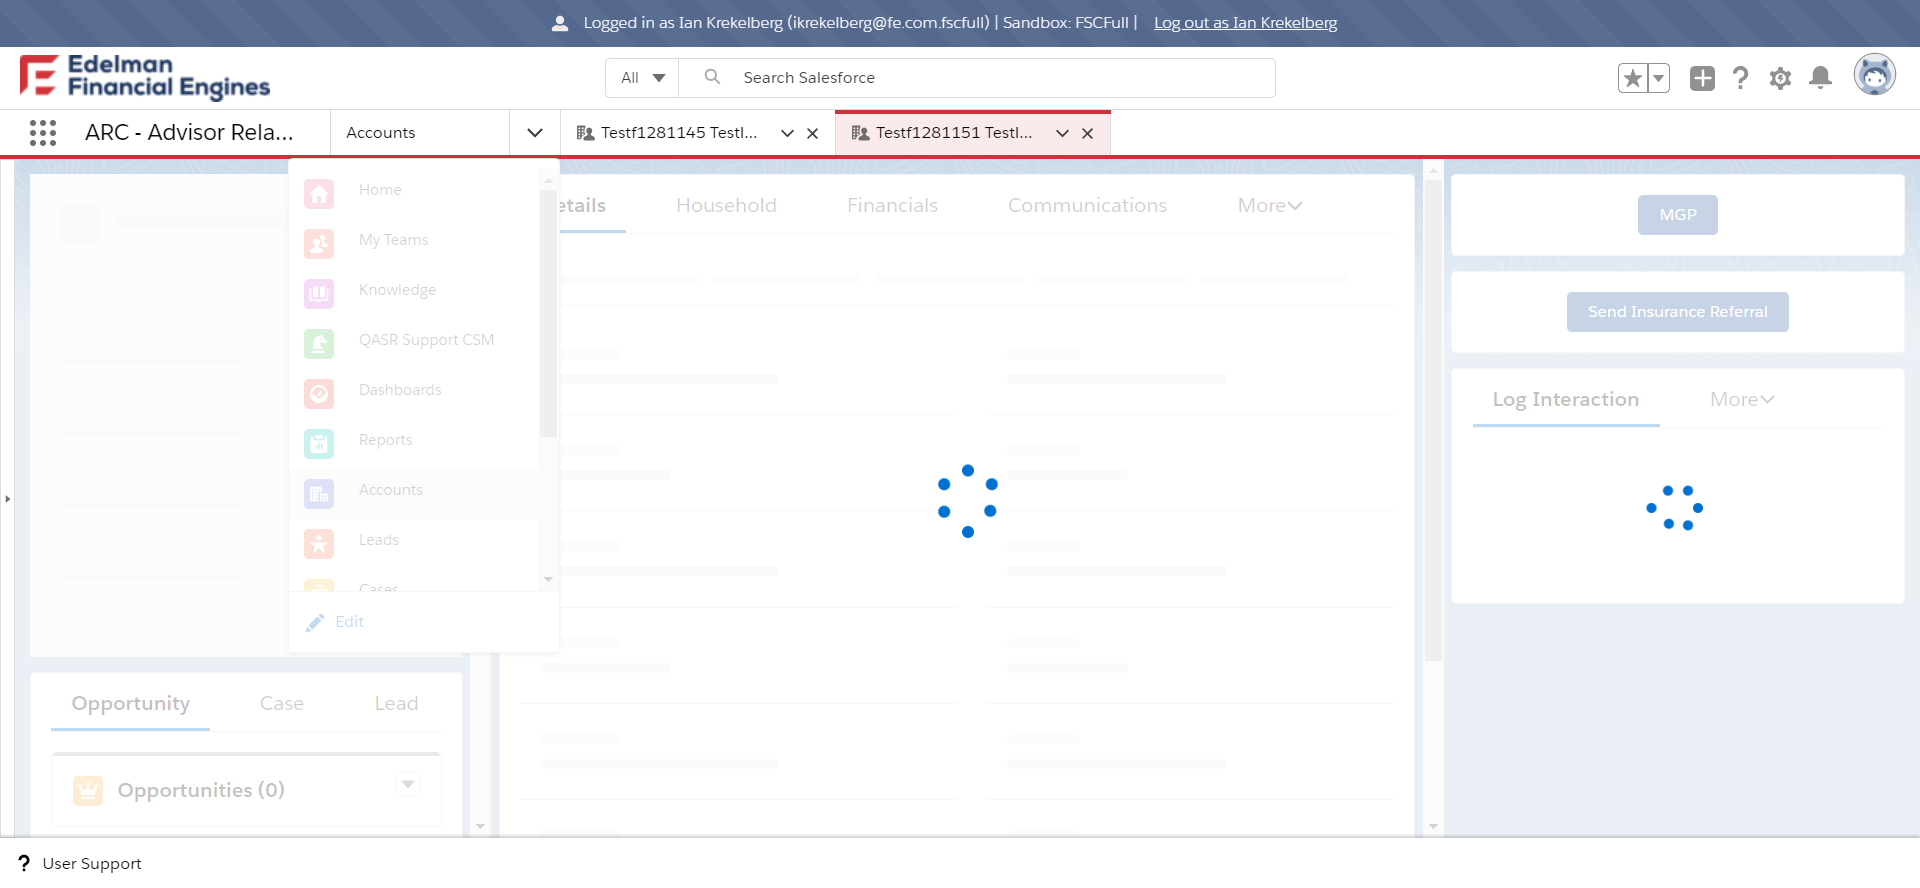 Logged in as Ian Krekelberg (ikrekelberg@fe.com.fscfull) | Sandbox: FSCFull | Log out as Ian Krekelberg
Edelman
Financial Engines
All
Search Salesforce
ARC - Advisor Rela...
Accounts
Testf1281145 Testl...
Testf1281151 Testl...
Home
My Teams
Knowledge
QASR Support CSM
Dashboards
Reports
Accounts
Leads
Cases
Edit
etails
Household
Financials
Communications
More
MGP
Send Insurance Referral
Log Interaction
More
Opportunity
Case
Lead
Opportunities (0)
? User Support